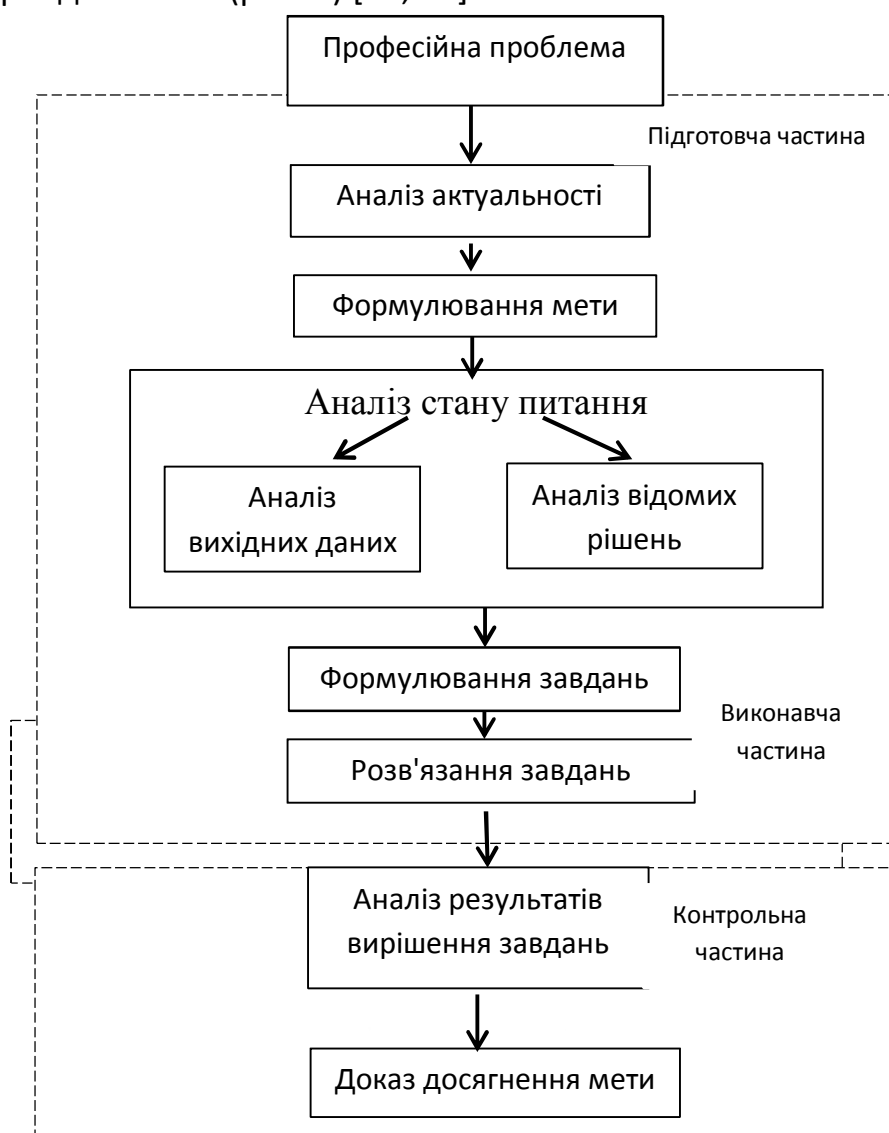 Професійна проблема
Підготовча частина
Аналіз актуальності
Формулювання мети
Аналіз стану питання
Аналіз
вихідних даних
Аналіз відомих
рішень
Формулювання завдань
Виконавча
частина
Розв'язання завдань
Аналіз результатів
вирішення завдань
Контрольна
частина
Доказ досягнення мети